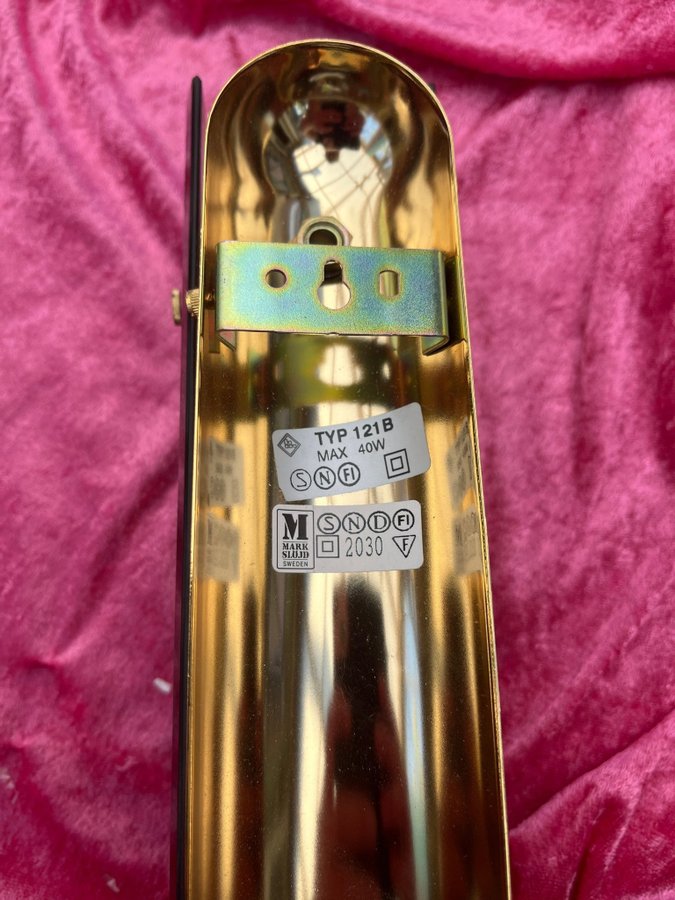 TYP 121B
MAX 40W
S N FI
M S N D FI
MARK
SLÖJD 2030 F
SWEDEN